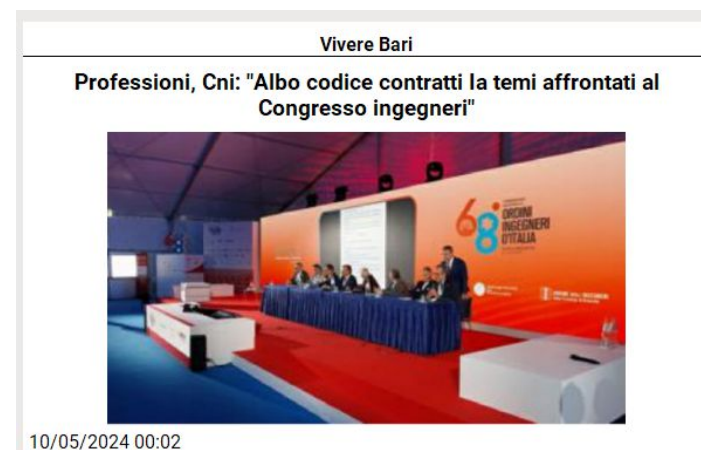 Vivere Bari
Professioni, Cni: "Albo codice contratti Ia temi affrontati al
Congresso ingegneri"
68°
ORDINI
INGEGNERI
D'ITALIA
10/05/2024 00:02